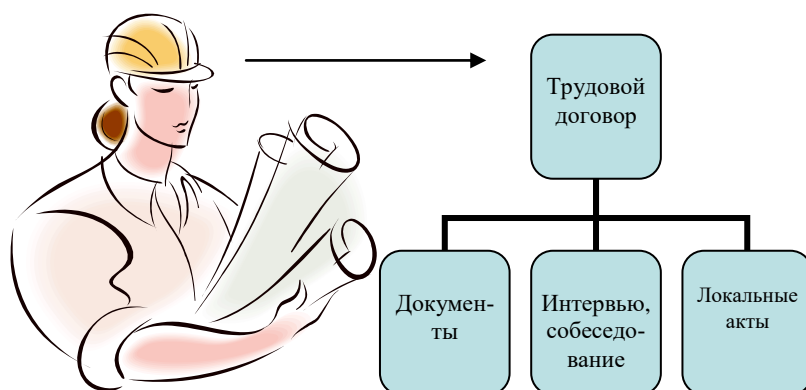 Трудовой
договор
Докумен-
ты
Интервью,
собеседо-
вание
Локальные
акты